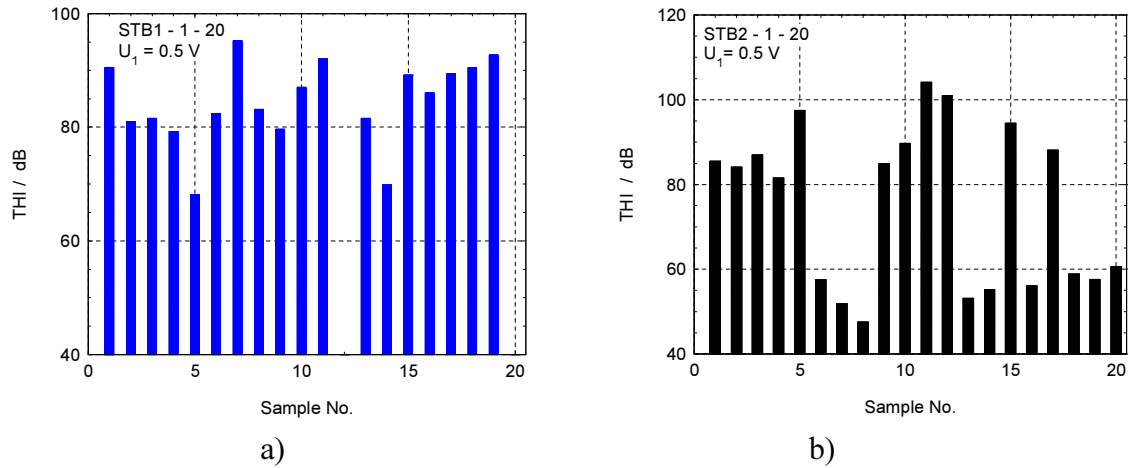 STB1 - 1 - 20
U₁ = 0.5 V
THI / dB
100
80
60
40
0
5
10
15
20
Sample No.
a)
STB2 - 1 - 20
U₁= 0.5 V
THI / dB
120
100
80
60
40
0
5
10
15
20
Sample No.
b)